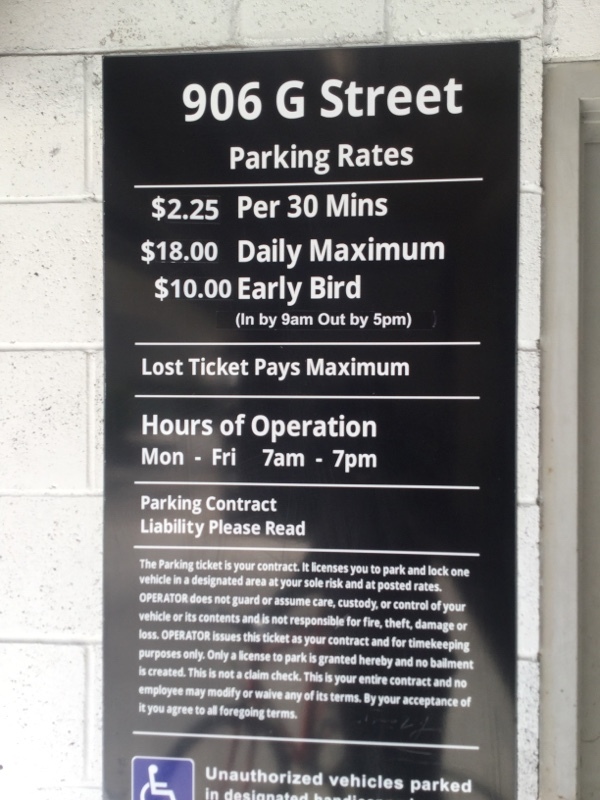 906 G Street
Parking Rates
$2.25 Per 30 Mins
$18.00 Daily Maximum
$10.00 Early Bird
(In by 9am Out by 5pm)
Lost Ticket Pays Maximum
Hours of Operation
Mon - Fri 7am - 7pm
Parking Contract
Liability Please Read
The Parking ticket is your contract. It licenses you to park and lock one
vehicle in a designated area at your sole risk and at posted rates.
OPERATOR does not guard or assume care, custody, or control of your
vehicle or its contents and is not responsible for fire, theft, damage or
loss. OPERATOR issues this ticket as your contract and for timekeeping
purposes only. Only a license to park is granted hereby and no bailment
is created. This is not a claim check. This is your entire contract and no
employee may modify or waive any of its terms. By your acceptance of
it you agree to all foregoing terms.
Unauthorized vehicles parked
in designated